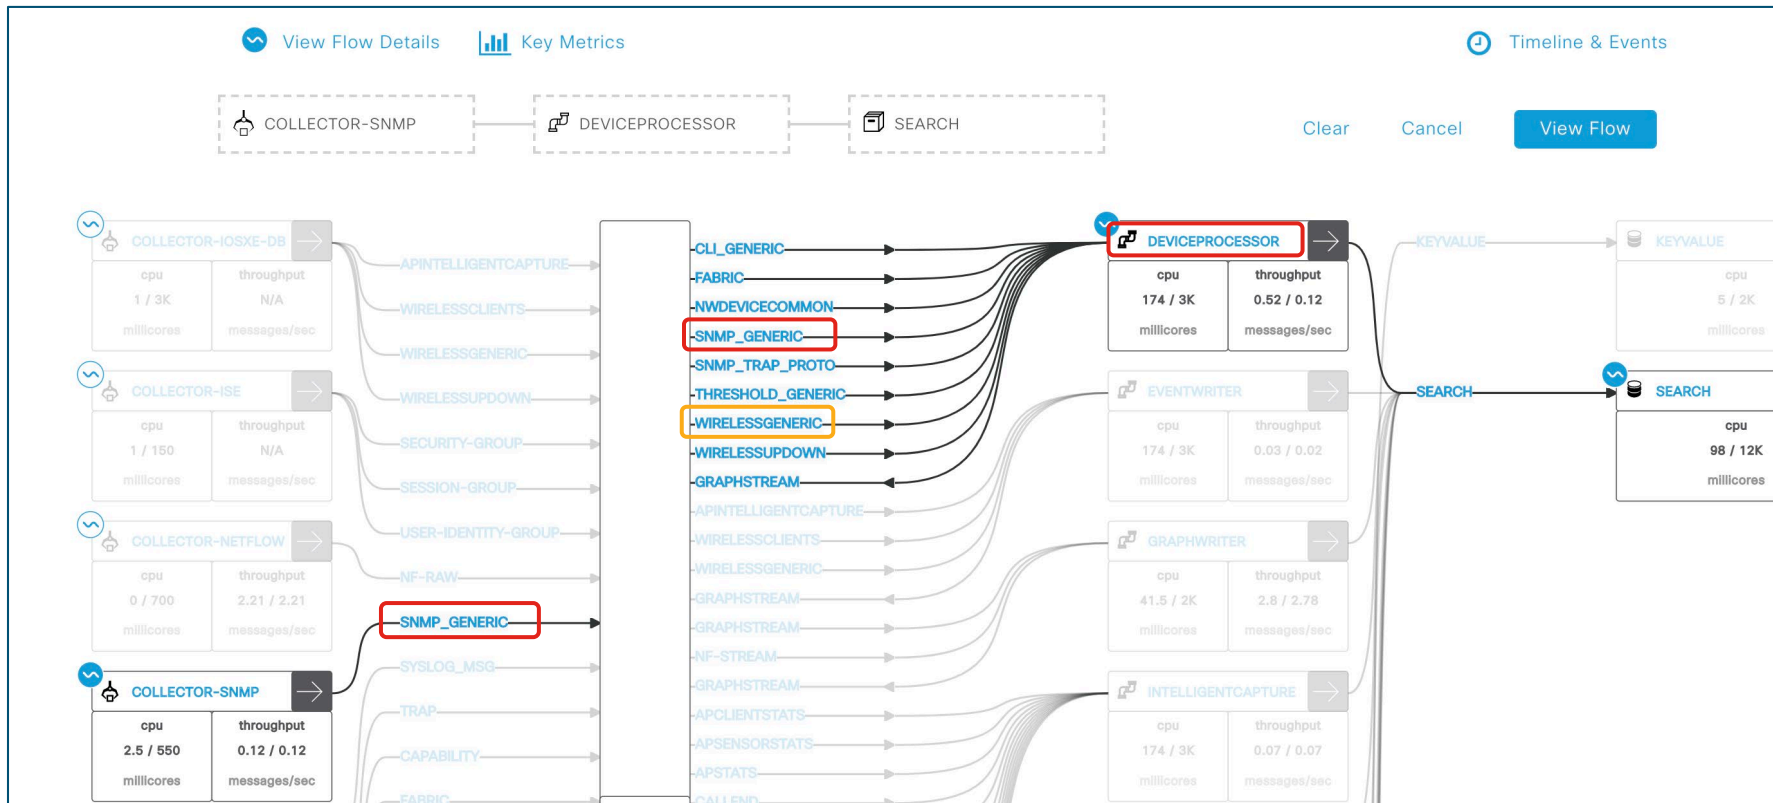 View Flow Details
Key Metrics
Timeline & Events
COLLECTOR-SNMP
DEVICEPROCESSOR
SEARCH
Clear
Cancel
View Flow
COLLECTOR-IOSXE-DB
cpu
throughput
1 / 3K
N/A
millicores
messages/sec
COLLECTOR-ISE
cpu
throughput
1 / 150
N/A
millicores
messages/sec
COLLECTOR-NETFLOW
cpu
throughput
0 / 700
2.21 / 2.21
millicores
messages/sec
COLLECTOR-SNMP
cpu
throughput
2.5 / 550
0.12 / 0.12
millicores
messages/sec
APINTELLIGENTCAPTURE
WIRELESSCLIENTS
WIRELESSGENERIC
WIRELESSUPDOWN
SECURITY-GROUP
SESSION-GROUP
USER-IDENTITY-GROUP
NF-RAW
SNMP_GENERIC
SYSLOG_MSG
TRAP
CAPABILITY
FABRIC
CLI_GENERIC
FABRIC
NWDEVICECOMMON
SNMP_GENERIC
SNMP_TRAP_PROTO
THRESHOLD_GENERIC
WIRELESSGENERIC
WIRELESSUPDOWN
GRAPHSTREAM
APINTELLIGENTCAPTURE
WIRELESSCLIENTS
WIRELESSGENERIC
GRAPHSTREAM
GRAPHSTREAM
NF-STREAM
GRAPHSTREAM
APCLIENTSTATS
APSENSORSTATS
APSTATS
CALLEND
DEVICEPROCESSOR
cpu
throughput
174 / 3K
0.52 / 0.12
millicores
messages/sec
EVENTWRITER
cpu
throughput
174 / 3K
0.03 / 0.02
millicores
messages/sec
GRAPHWRITER
cpu
throughput
41.5 / 2K
2.8 / 2.78
millicores
messages/sec
INTELLIGENTCAPTURE
cpu
throughput
174 / 3K
0.07 / 0.07
millicores
messages/sec
KEYVALUE
SEARCH
KEYVALUE
cpu
5 / 2K
millicores
SEARCH
cpu
98 / 12K
millicores